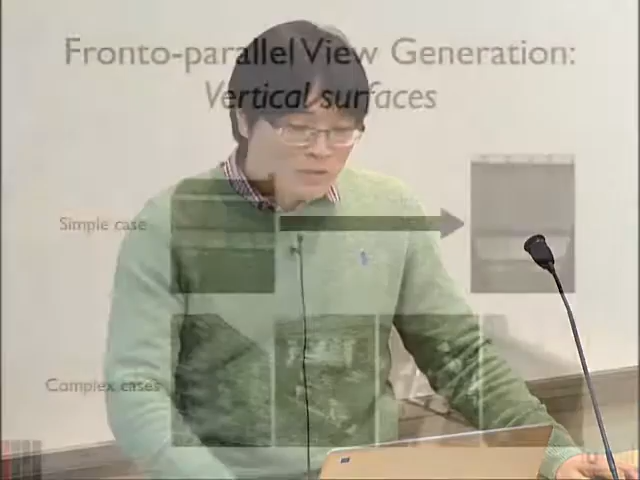 Fronto-parallel View Generation:
Vertical surfaces
Simple case
Complex cases